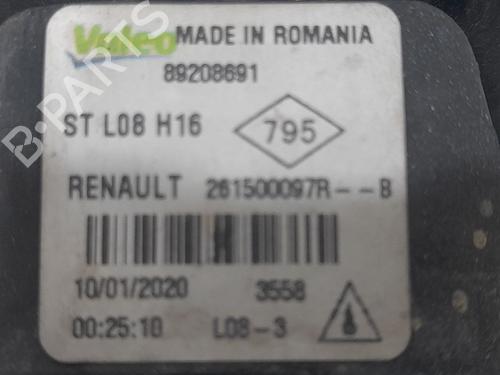 Valeo MADE IN ROMANIA
89208691
ST L08 H16 795
RENAULT 261500097R--B
10/01/2020 3558
00:25:10 L08-3
B-PARTS